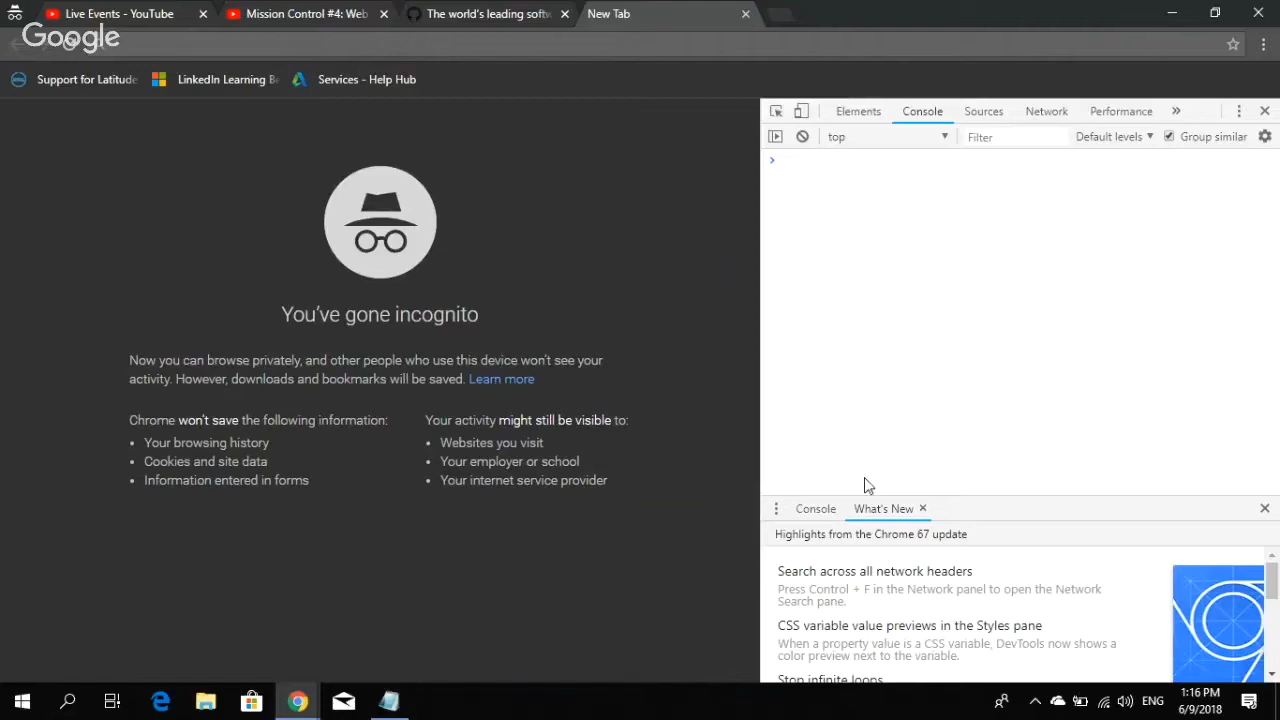 Live Events - YouTube
Mission Control #4: Web
The world's leading softw
New Tab
Google
Support for Latitude
LinkedIn Learning Be
Services - Help Hub
Elements
Console
Sources
Network
Performance
top
Filter
Default levels
Group similar
You've gone incognito
Now you can browse privately, and other people who use this device won't see your
activity. However, downloads and bookmarks will be saved. Learn more
Chrome won't save the following information:
Your browsing history
Cookies and site data
Information entered in forms
Your activity might still be visible to:
Websites you visit
Your employer or school
Your internet service provider
Console
What's New
Highlights from the Chrome 67 update
Search across all network headers
Press Control + F in the Network panel to open the Network
Search pane.
CSS variable value previews in the Styles pane
When a property value is a CSS variable, DevTools now shows a
color preview next to the variable.
Stop infinite loops
ENG
1:16 PM
6/9/2018